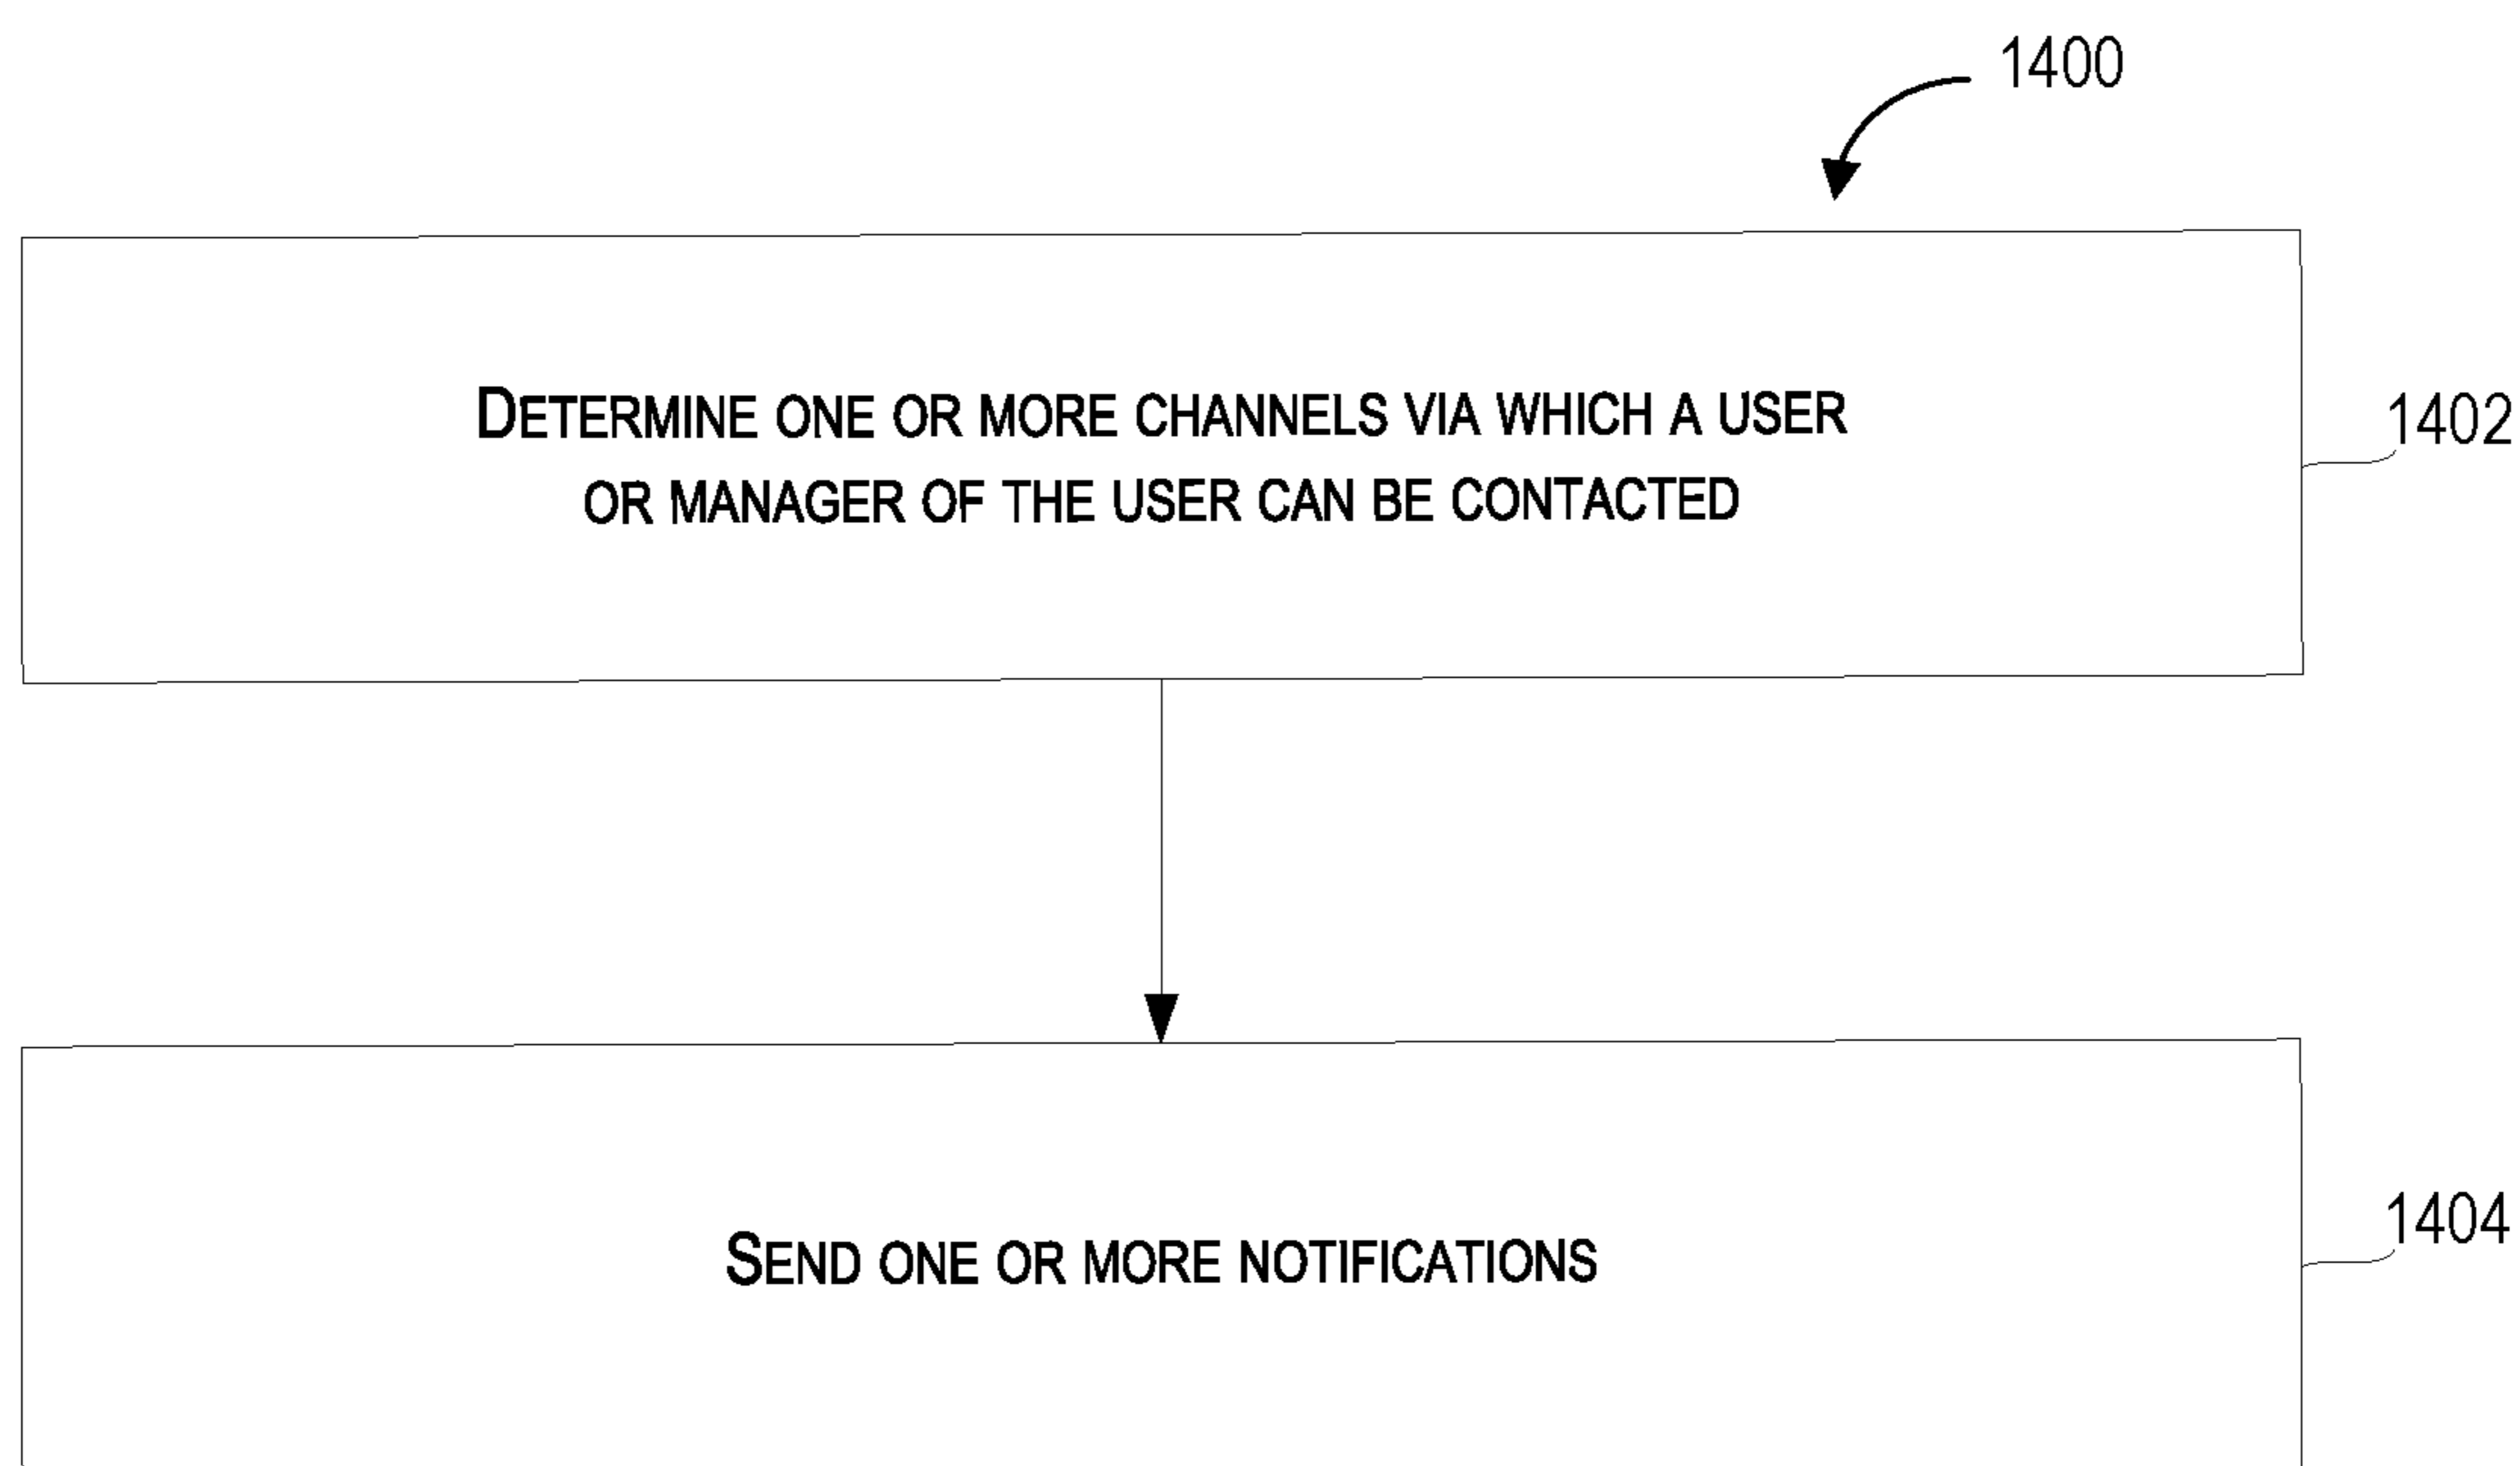 1400
DETERMINE ONE OR MORE CHANNELS VIA WHICH A USER
OR MANAGER OF THE USER CAN BE CONTACTED
1402
SEND ONE OR MORE NOTIFICATIONS
1404